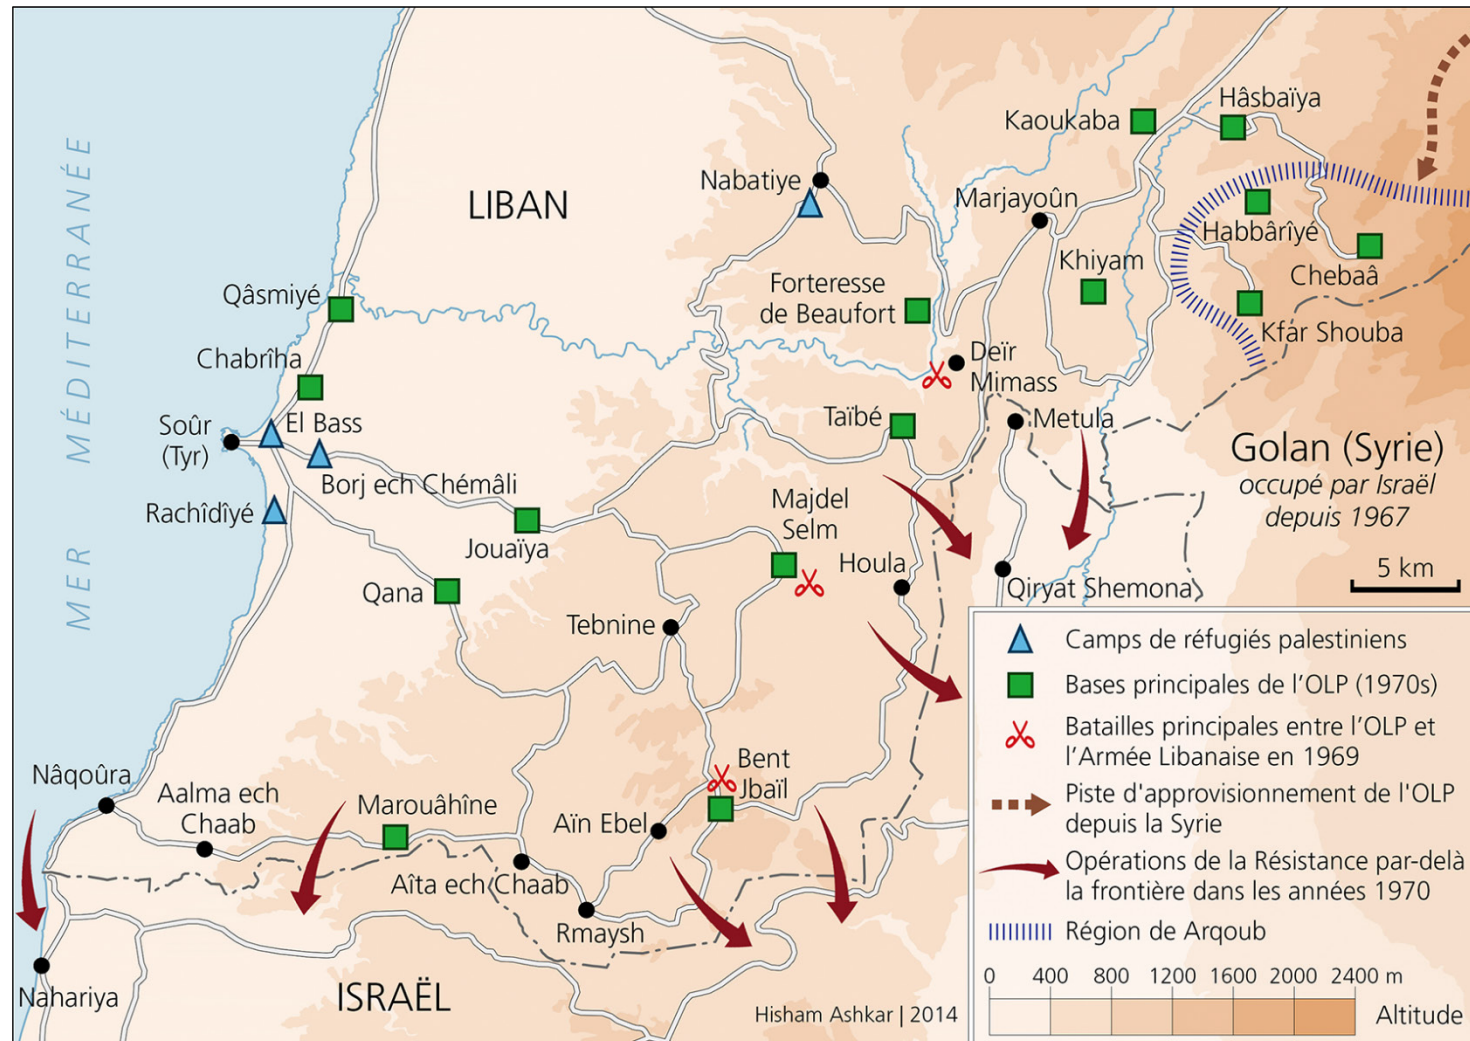 Kaoukaba
Hâsbaïya
Nabatiye
LIBAN
Marjayoûn
Habbârîyé
Khiyam
Chebaâ
Forteresse
de Beaufort
Qâsmiyé
Kfar Shouba
Chabrîha
Deïr
Mimass
MER MÉDITERRANÉE
El Bass
Taïbé
Metula
Soûr
(Tyr)
Golan (Syrie)
occupé par Israël
depuis 1967
Borj ech Chémâli
Rachîdîyé
Majdel
Selm
Jouaïya
Houla
5 km
Qana
Qiryat Shemona
Tebnine
Bent
Jbaïl
Nâqoûra
Aalma ech
Chaab
Marouâhîne
Aïn Ebel
Aîta ech Chaab
Rmaysh
Nahariya
ISRAËL
Hisham Ashkar | 2014
Camps de réfugiés palestiniens
Bases principales de l'OLP (1970s)
Batailles principales entre l'OLP et
l'Armée Libanaise en 1969
Piste d'approvisionnement de l'OLP
depuis la Syrie
Opérations de la Résistance par-delà
la frontière dans les années 1970
Région de Arqoub
0 400 800 1200 1600 2000 2400 m
Altitude